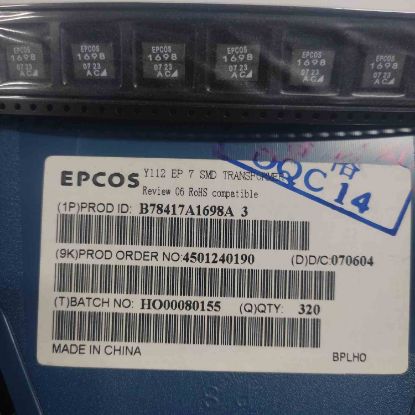 EPCOS EPCOS EPCOS EPCOS EPCOS EPCOS
1698 1698 1698 1698 1698 1698
07 23 07 23 07 23 07 23 07 23 07 23
AC AC AC AC AC AC
EPCOS Y112 EP 7 SMD TRANSFORMER
Review C6 RoHS compatible
OQC 14
(1P)PROD ID: B78417A1698A 3
(9K)PROD ORDER NO:4501240190 (D)D/C:070604
(T)BATCH NO: HO00080155 (Q)QTY: 320
MADE IN CHINA BPLHO